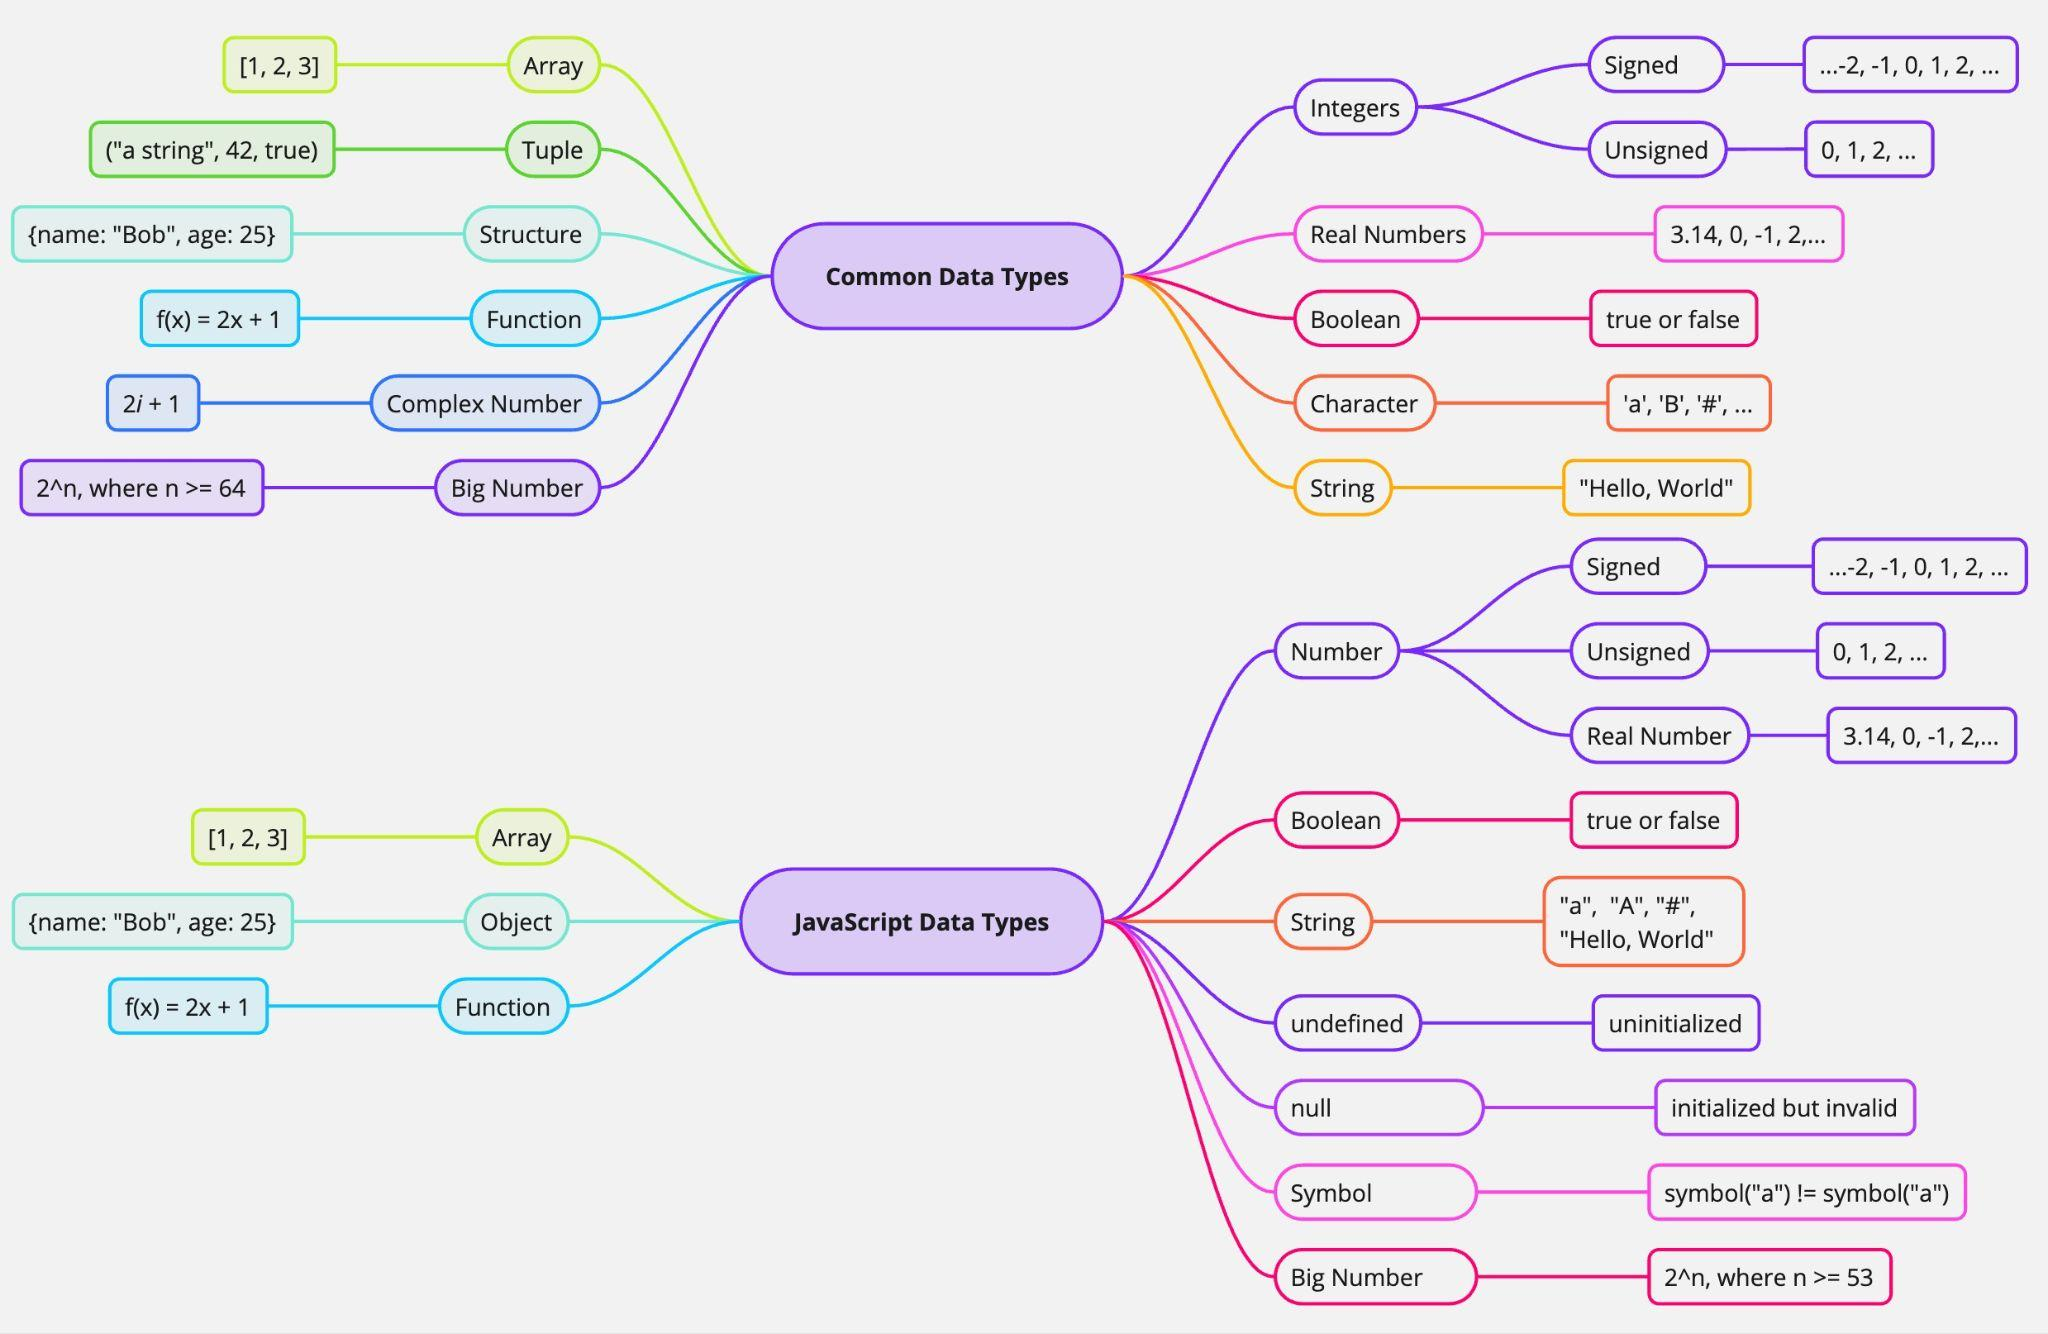 [1, 2, 3]
Array
("a string", 42, true)
Tuple
{name: "Bob", age: 25}
Structure
f(x) = 2x + 1
Function
2i + 1
Complex Number
2^n, where n >= 64
Big Number
Common Data Types
Integers
Signed
...-2, -1, 0, 1, 2, ...
Unsigned
0, 1, 2, ...
Real Numbers
3.14, 0, -1, 2,...
Boolean
true or false
Character
'a', 'B', '#', ...
String
"Hello, World"
[1, 2, 3]
Array
{name: "Bob", age: 25}
Object
f(x) = 2x + 1
Function
JavaScript Data Types
Number
Signed
...-2, -1, 0, 1, 2, ...
Unsigned
0, 1, 2, ...
Real Number
3.14, 0, -1, 2,...
Boolean
true or false
String
"a",  "A", "#",
"Hello, World"
undefined
uninitialized
null
initialized but invalid
Symbol
symbol("a") != symbol("a")
Big Number
2^n, where n >= 53